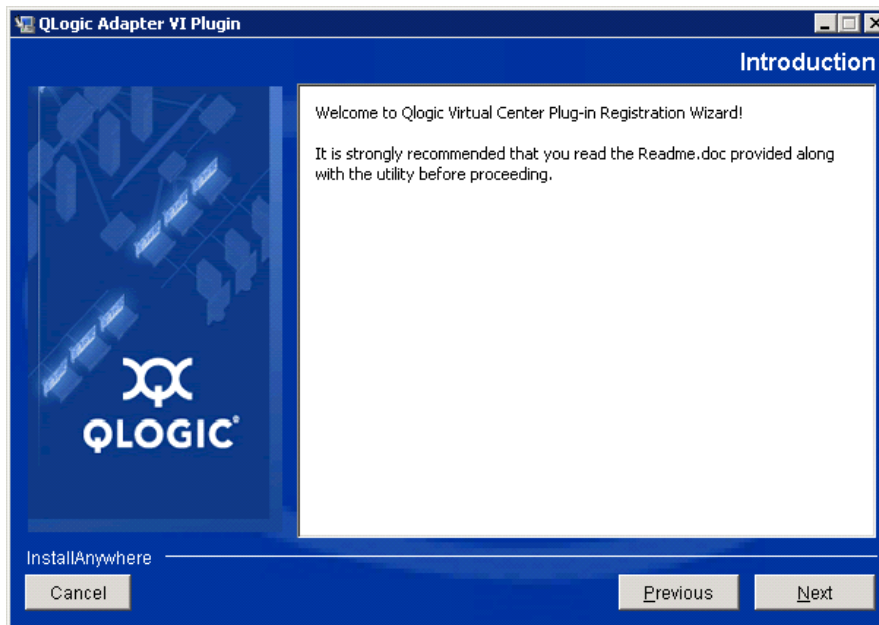 QLogic Adapter VI Plugin
Introduction
Welcome to Qlogic Virtual Center Plug-in Registration Wizard!
It is strongly recommended that you read the Readme.doc provided along
with the utility before proceeding.
QLOGIC®
InstallAnywhere
Cancel
Previous
Next